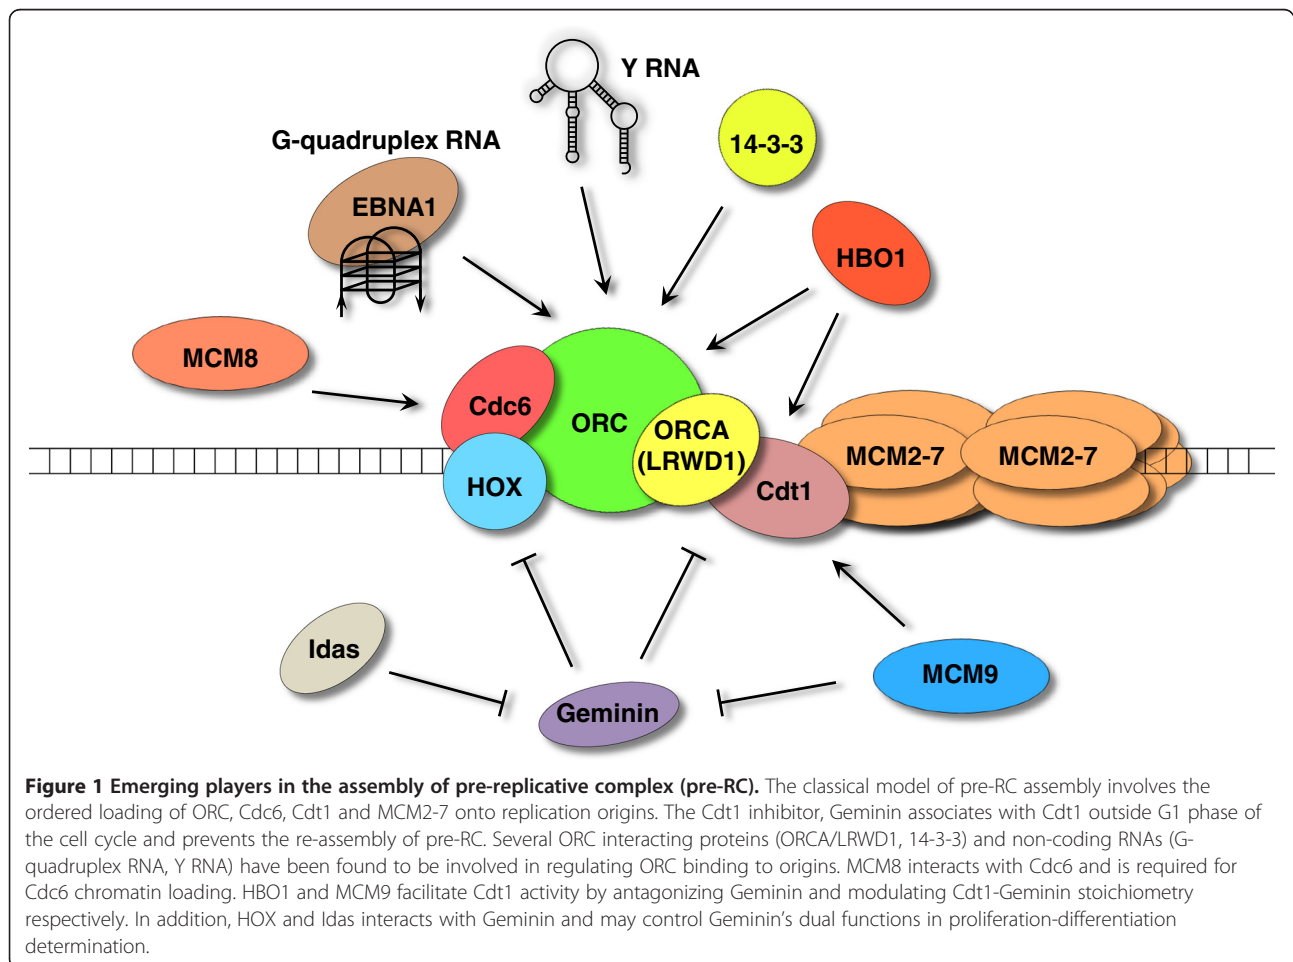 Y RNA
14-3-3
G-quadruplex RNA
EBNA1
HBO1
MCM8
Cdc6
ORC
ORCA
(LRWD1)
MCM2-7
MCM2-7
HOX
Cdt1
Idas
MCM9
Geminin
Figure 1 Emerging players in the assembly of pre-replicative complex (pre-RC). The classical model of pre-RC assembly involves the
ordered loading of ORC, Cdc6, Cdt1 and MCM2-7 onto replication origins. The Cdt1 inhibitor, Geminin associates with Cdt1 outside G1 phase of
the cell cycle and prevents the re-assembly of pre-RC. Several ORC interacting proteins (ORCA/LRWD1, 14-3-3) and non-coding RNAs (G-
quadruplex RNA, Y RNA) have been found to be involved in regulating ORC binding to origins. MCM8 interacts with Cdc6 and is required for
Cdc6 chromatin loading. HBO1 and MCM9 facilitate Cdt1 activity by antagonizing Geminin and modulating Cdt1-Geminin stoichiometry
respectively. In addition, HOX and Idas interacts with Geminin and may control Geminin's dual functions in proliferation-differentiation
determination.